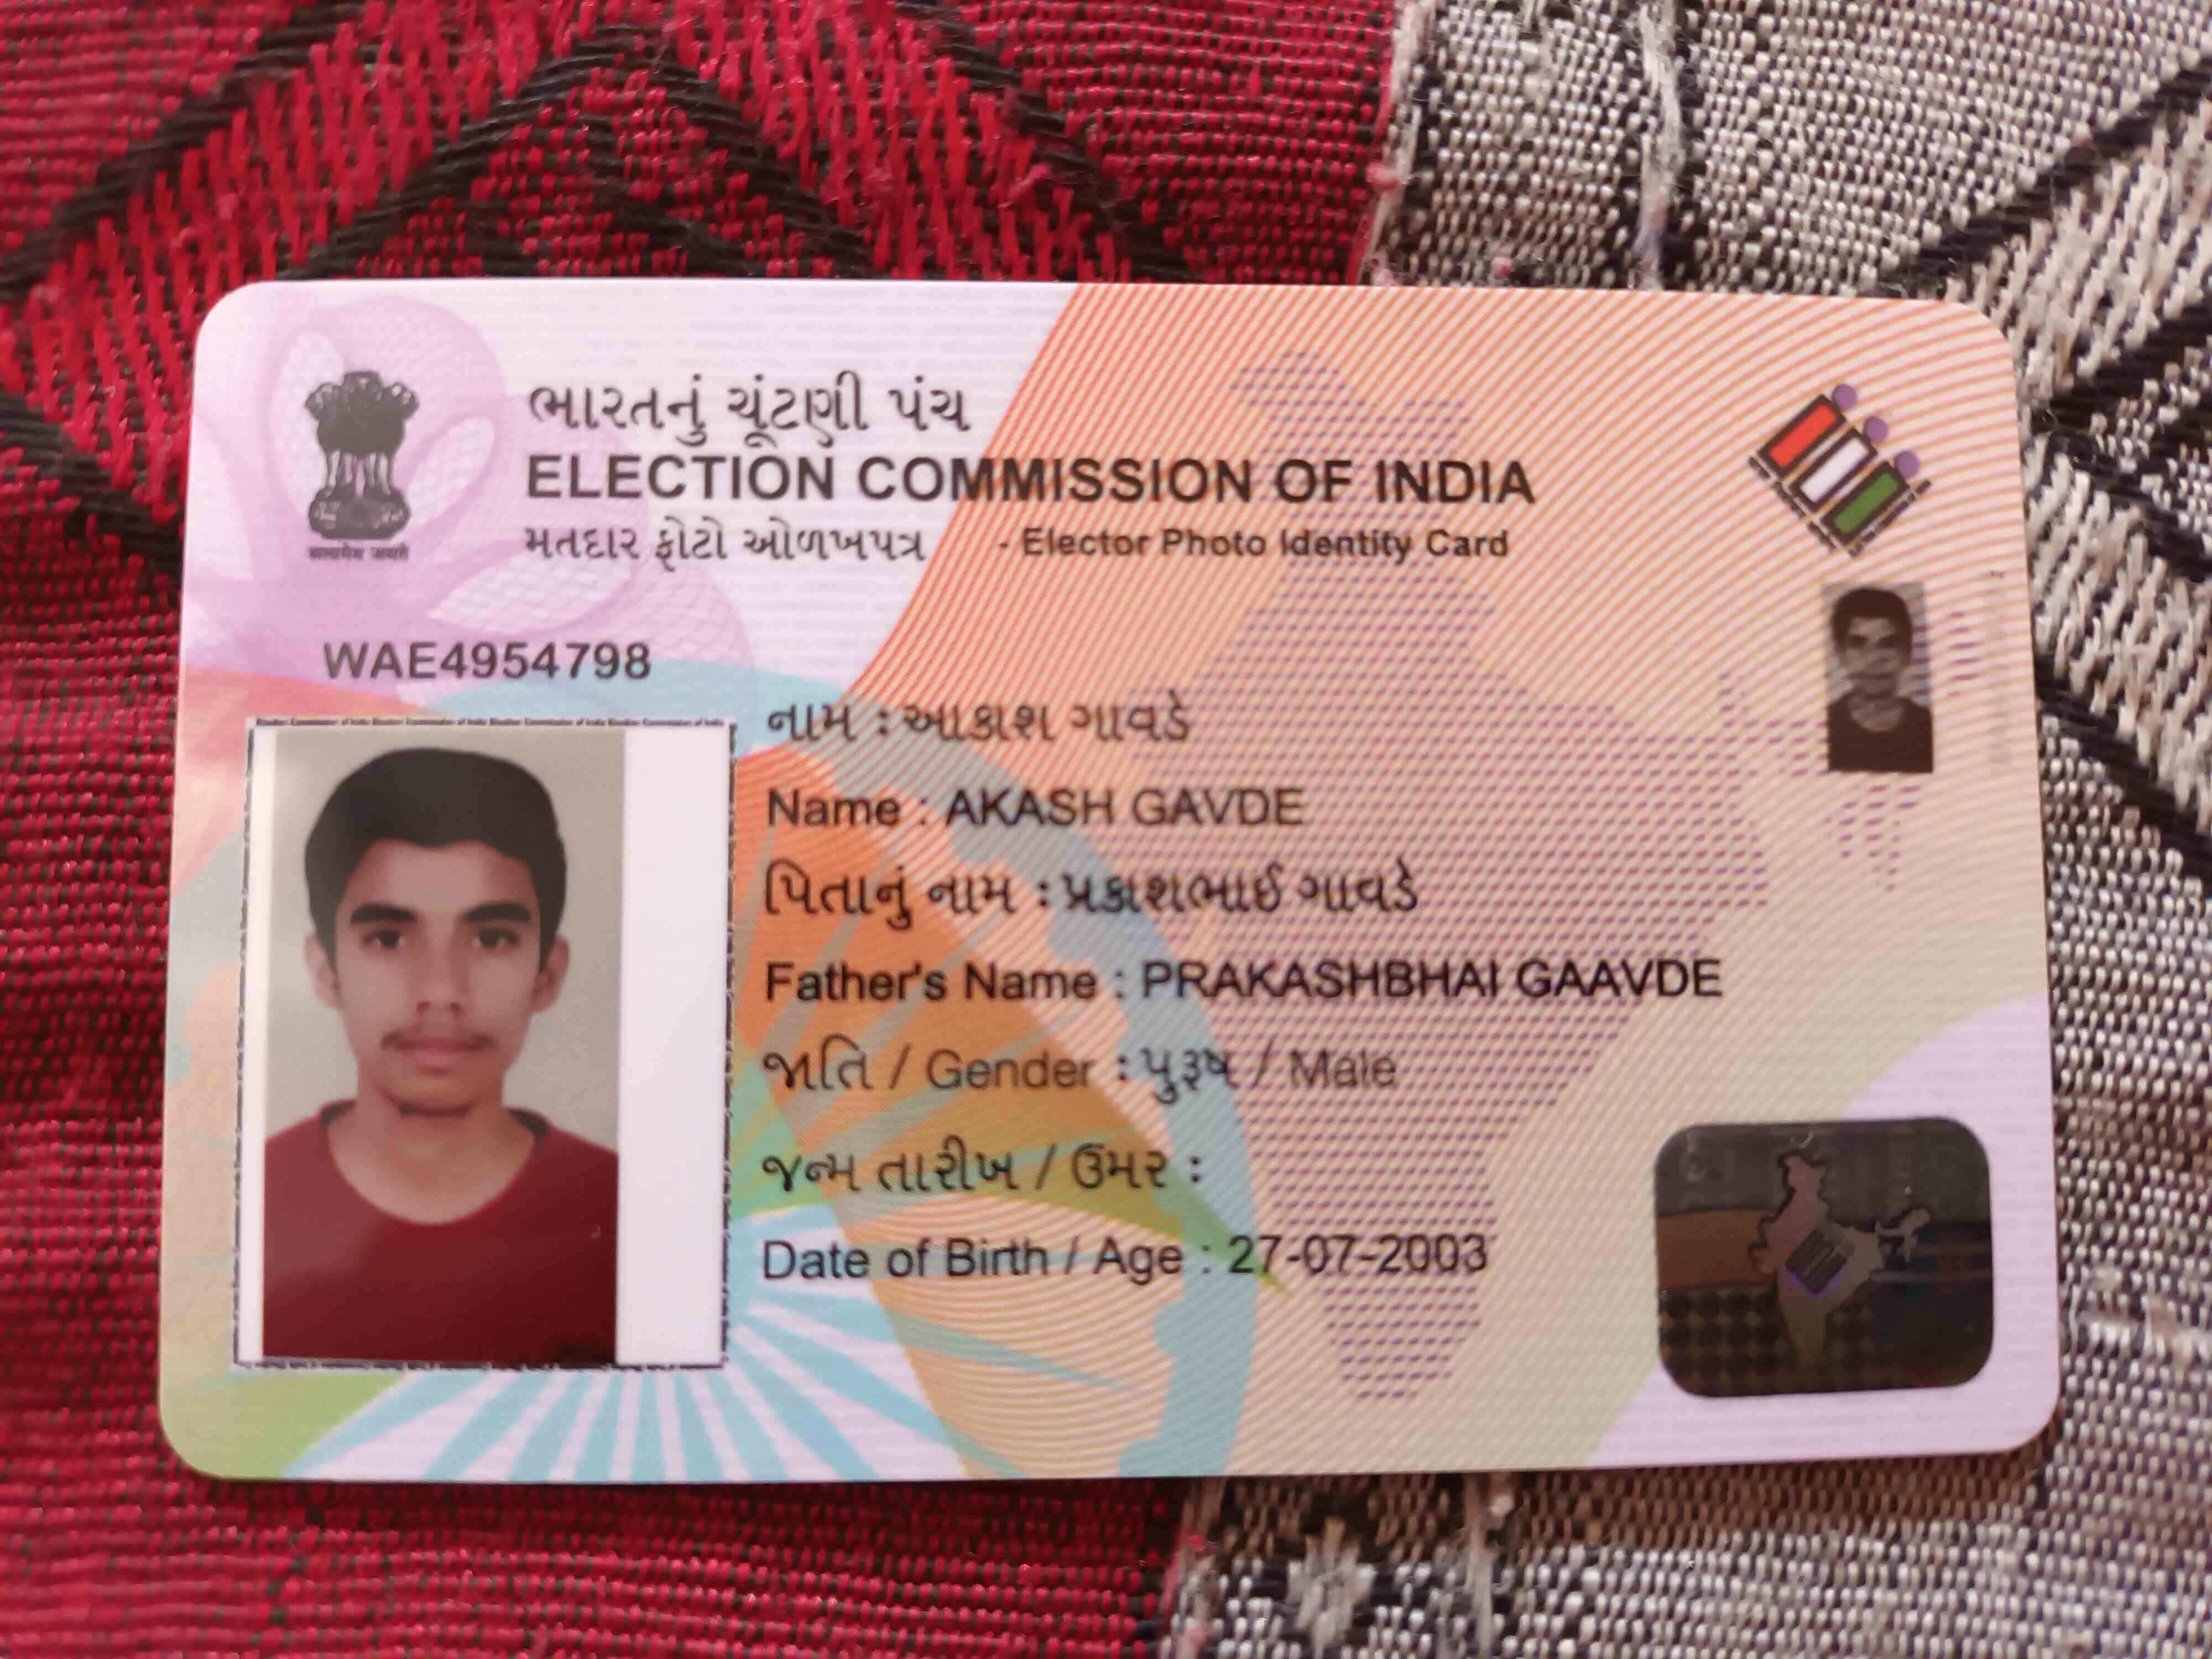 ભારતનું ચૂંટણી પંચ
ELECTION COMMISSION OF INDIA
મતદાર ફોટો ઓળખપત્ર - Elector Photo Identity Card
सत्यमेव जयते
WAE4954798
નામ : આકાશ ગાવડે
Name : AKASH GAVDE
પિતાનું નામ : પ્રકાશભાઈ ગાવડે
Father's Name : PRAKASHBHAI GAAVDE
જાતિ / Gender : પુરૂષ / Male
જન્મ તારીખ / ઉંમર :
Date of Birth / Age : 27-07-2003